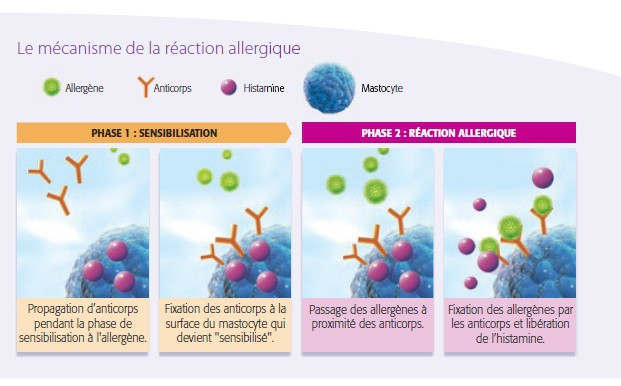 Le mécanisme de la réaction allergique
Allergène
Anticorps
Histamine
Mastocyte
PHASE 1 : SENSIBILISATION
PHASE 2 : RÉACTION ALLERGIQUE
Propagation d'anticorps
pendant la phase de
sensibilisation à l'allergène.
Fixation des anticorps à la
surface du mastocyte qui
devient "sensibilisé".
Passage des allergènes à
proximité des anticorps.
Fixation des allergènes par
les anticorps et libération
de l'histamine.